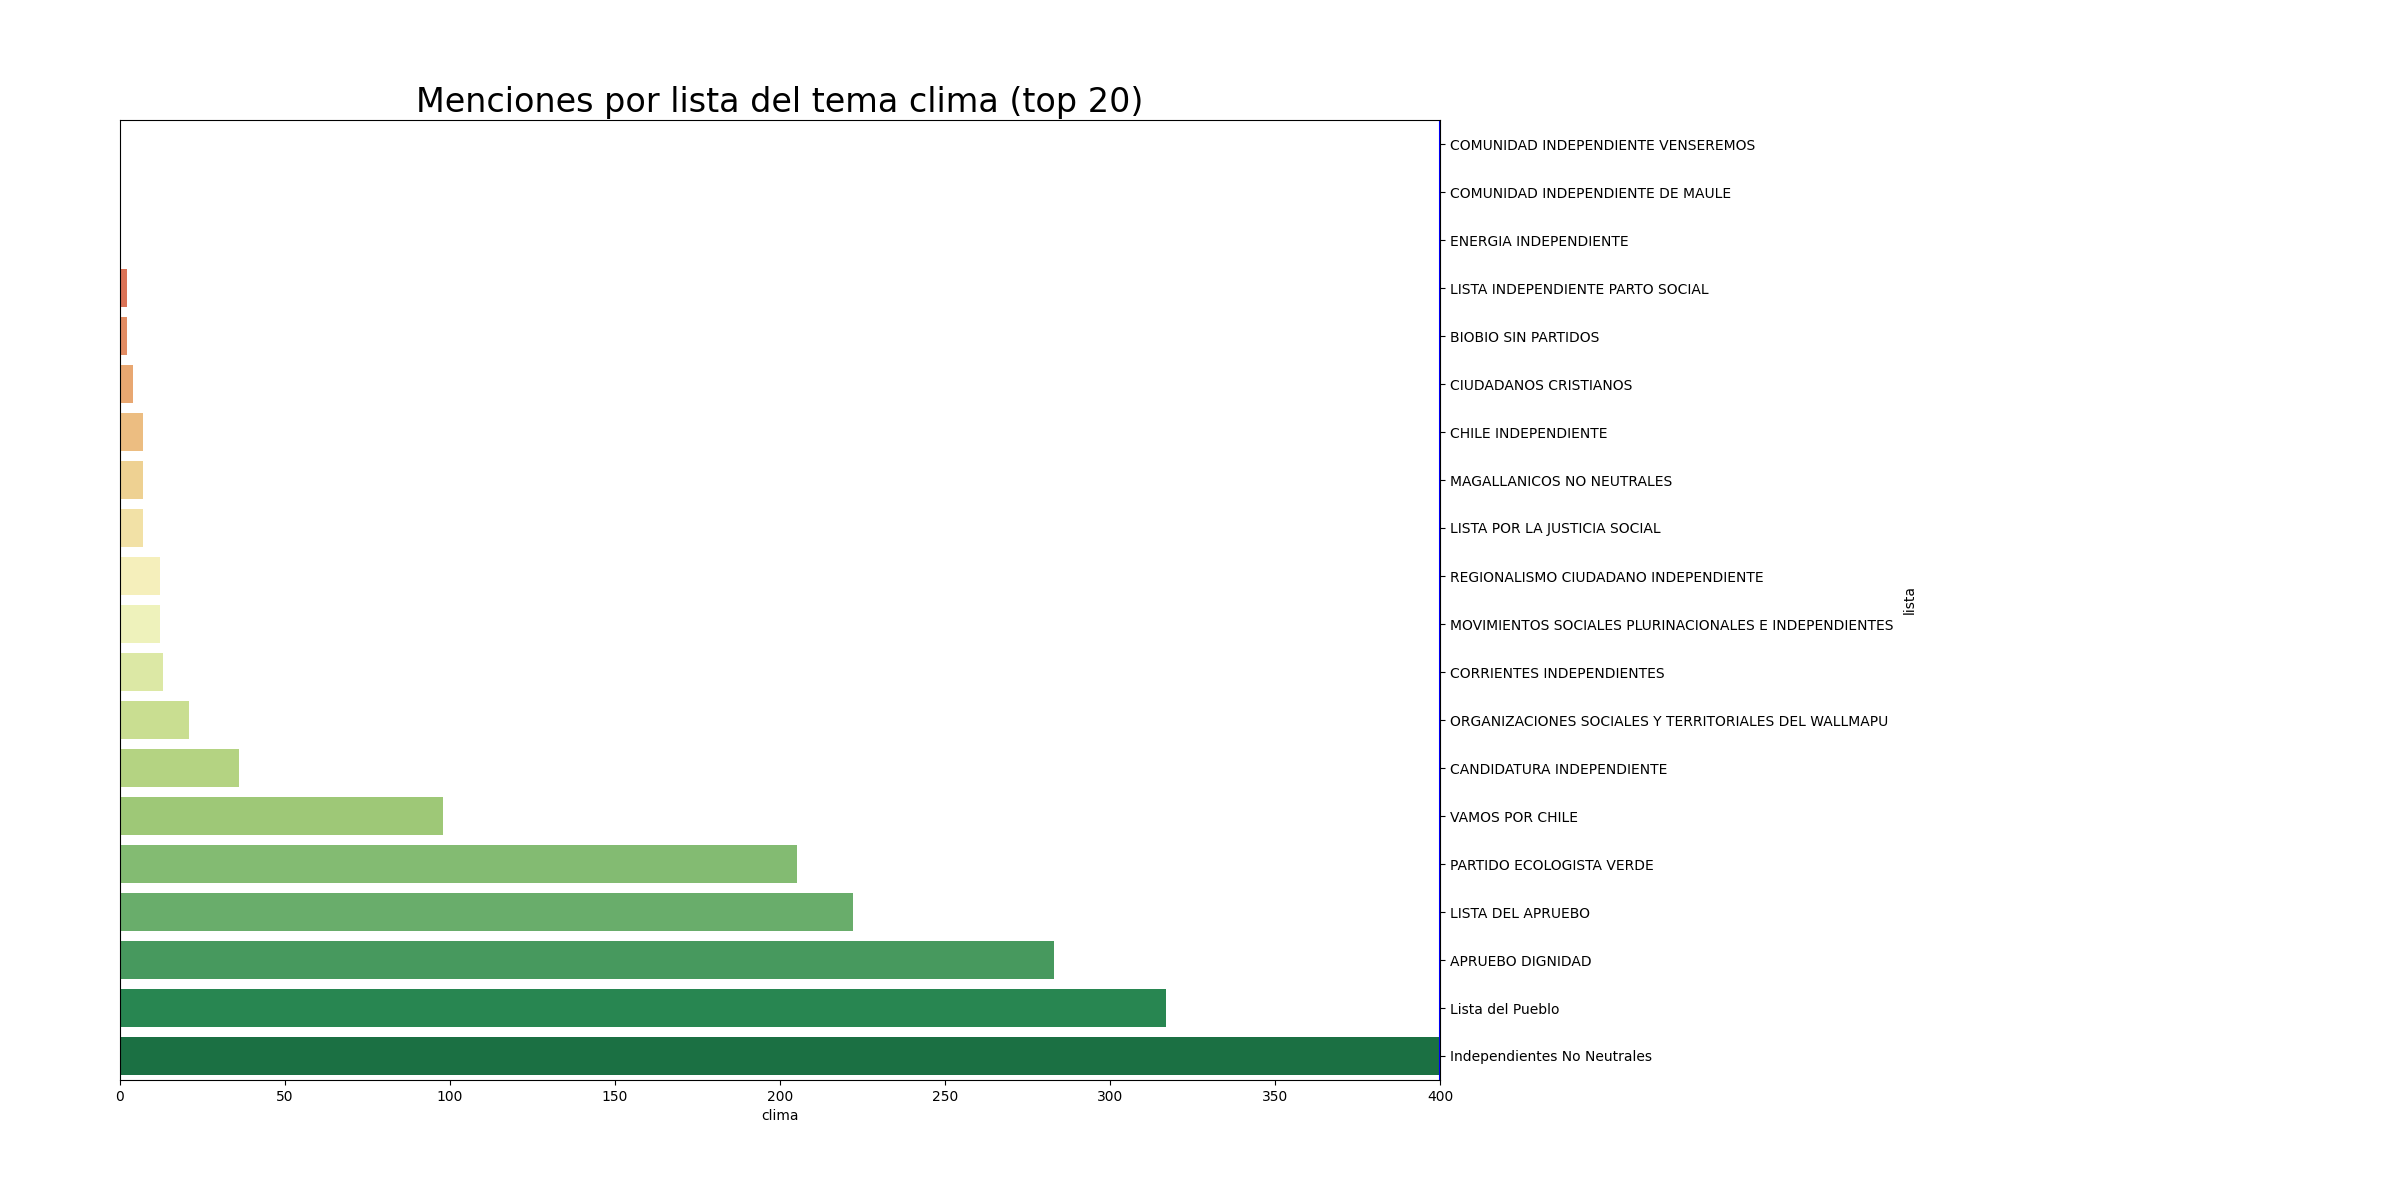 Menciones por lista del tema clima (top 20)
COMUNIDAD INDEPENDIENTE VENSEREMOS
COMUNIDAD INDEPENDIENTE DE MAULE
ENERGIA INDEPENDIENTE
LISTA INDEPENDIENTE PARTO SOCIAL
BIOBIO SIN PARTIDOS
CIUDADANOS CRISTIANOS
CHILE INDEPENDIENTE
MAGALLANICOS NO NEUTRALES
LISTA POR LA JUSTICIA SOCIAL
REGIONALISMO CIUDADANO INDEPENDIENTE
MOVIMIENTOS SOCIALES PLURINACIONALES E INDEPENDIENTES
CORRIENTES INDEPENDIENTES
ORGANIZACIONES SOCIALES Y TERRITORIALES DEL WALLMAPU
CANDIDATURA INDEPENDIENTE
VAMOS POR CHILE
PARTIDO ECOLOGISTA VERDE
LISTA DEL APRUEBO
APRUEBO DIGNIDAD
Lista del Pueblo
Independientes No Neutrales
lista
0 50 100 150 200 250 300 350 400
clima